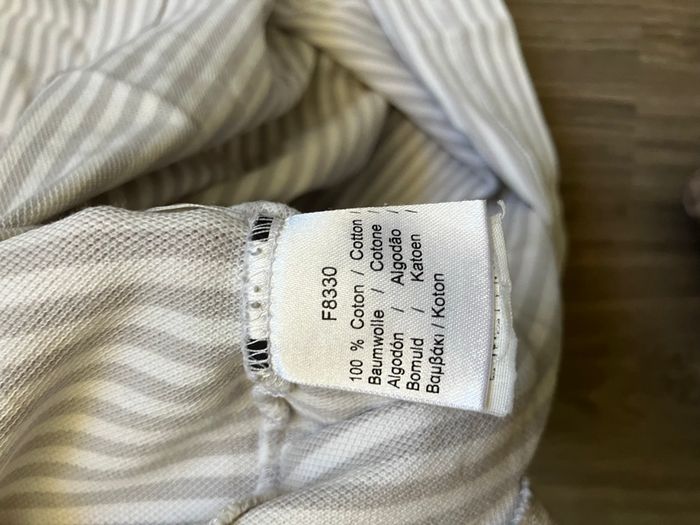 F8330
100 % Coton / Cotton /
Baumwolle / Cotone /
Algodón / Algodão /
Bomuld / Katoen /
Βαμβάκι / Koton